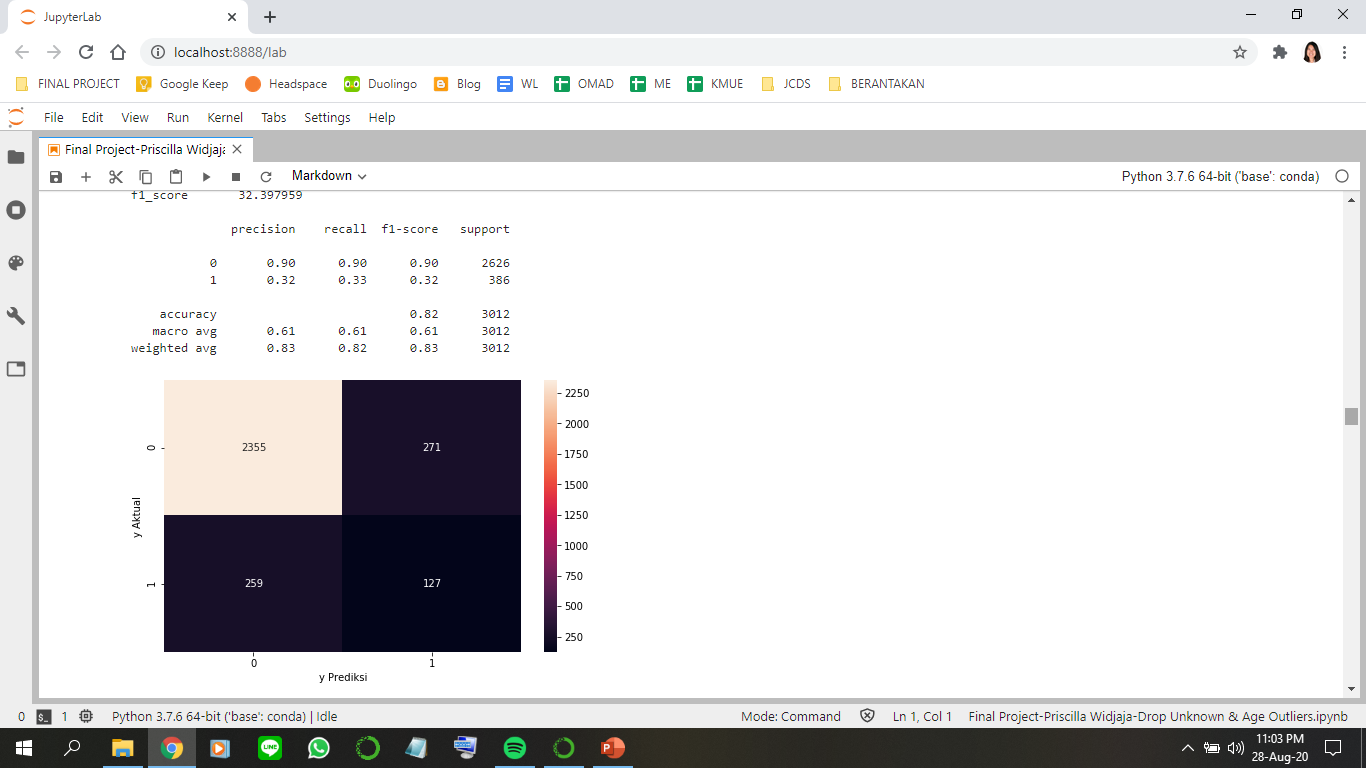 JupyterLab
localhost:8888/lab
FINAL PROJECT Google Keep Headspace Duolingo Blog WL OMAD ME KMUE JCDS BERANTAKAN
File Edit View Run Kernel Tabs Settings Help
Final Project-Priscilla Widjaja
Markdown Python 3.7.6 64-bit ('base': conda)
f1_score 32.397959
precision recall f1-score support
0 0.90 0.90 0.90 2626
1 0.32 0.33 0.32 386
accuracy 0.82 3012
macro avg 0.61 0.61 0.61 3012
weighted avg 0.83 0.82 0.83 3012
2250
2000
1750
1500
1250
1000
750
500
250
0 2355 271
y Aktual
1 259 127
0 1
y Prediksi
0 $_ 1 Python 3.7.6 64-bit ('base': conda) | Idle Mode: Command Ln 1, Col 1 Final Project-Priscilla Widjaja-Drop Unknown & Age Outliers.ipynb
LINE
11:03 PM
28-Aug-20